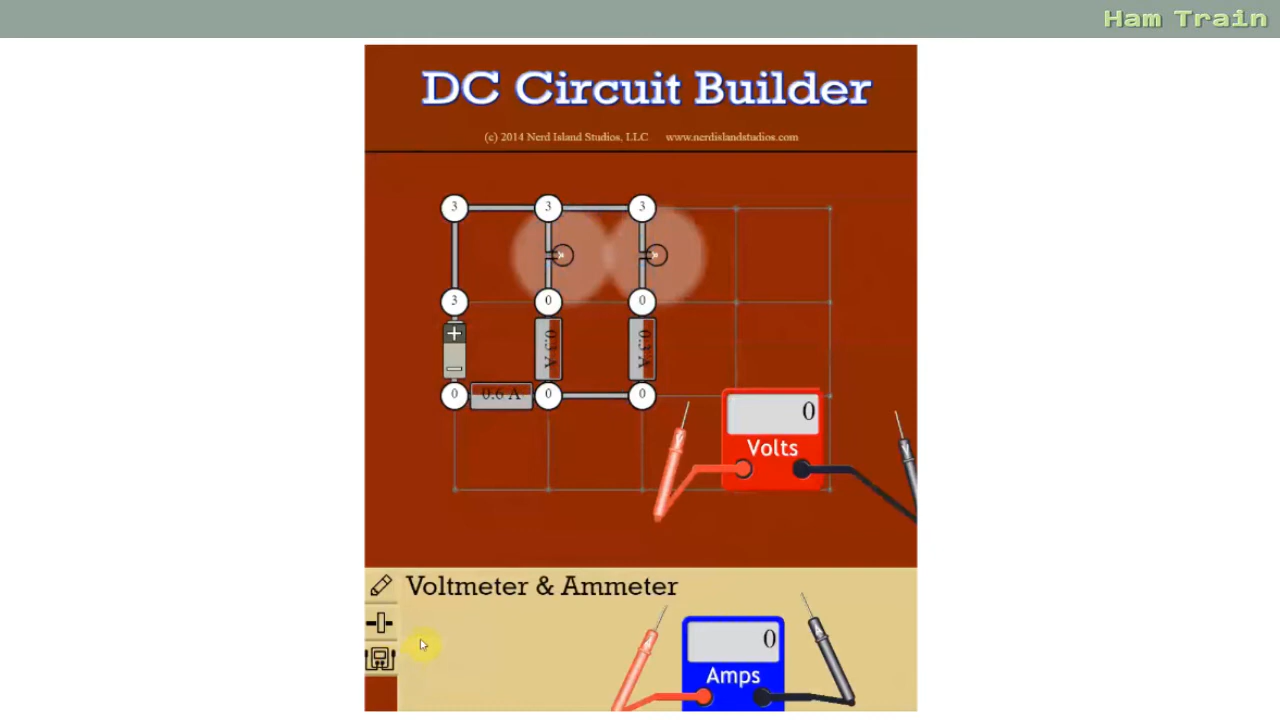 Ham Train
DC Circuit Builder
(c) 2014 Nerd Island Studios, LLC www.nerdislandstudios.com
3 3 3
3 0 0
+
0.3 A 0.3 A
0 0.6 A 0 0
0
Volts
Voltmeter & Ammeter
0
Amps